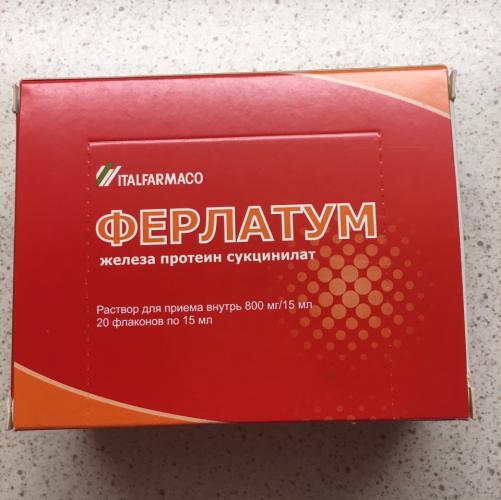 ITALFARMACO
ФЕРЛАТУМ
железа протеин сукцинилат
Раствор для приема внутрь 800 мг/15 мл
20 флаконов по 15 мл